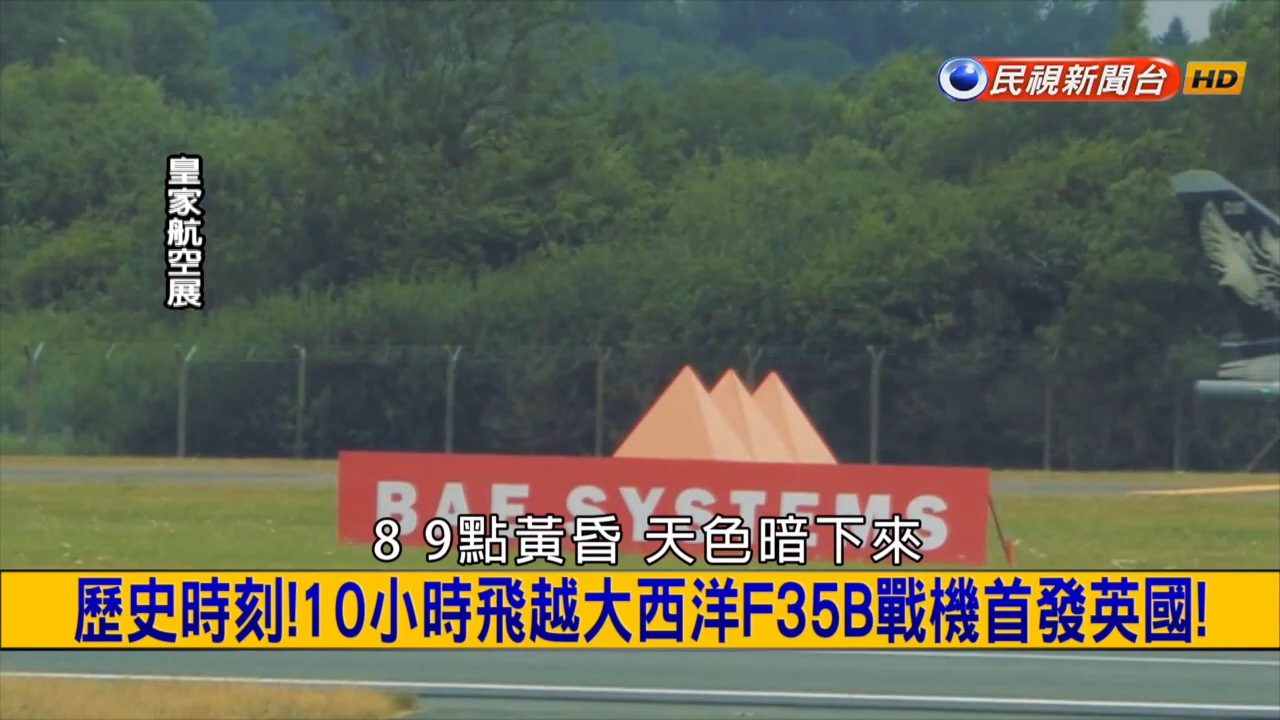 民視新聞台 HD
皇家航空展
BAE SYSTEMS
8 9點黃昏 天色暗下來
歷史時刻!10小時飛越大西洋F35B戰機首發英國!